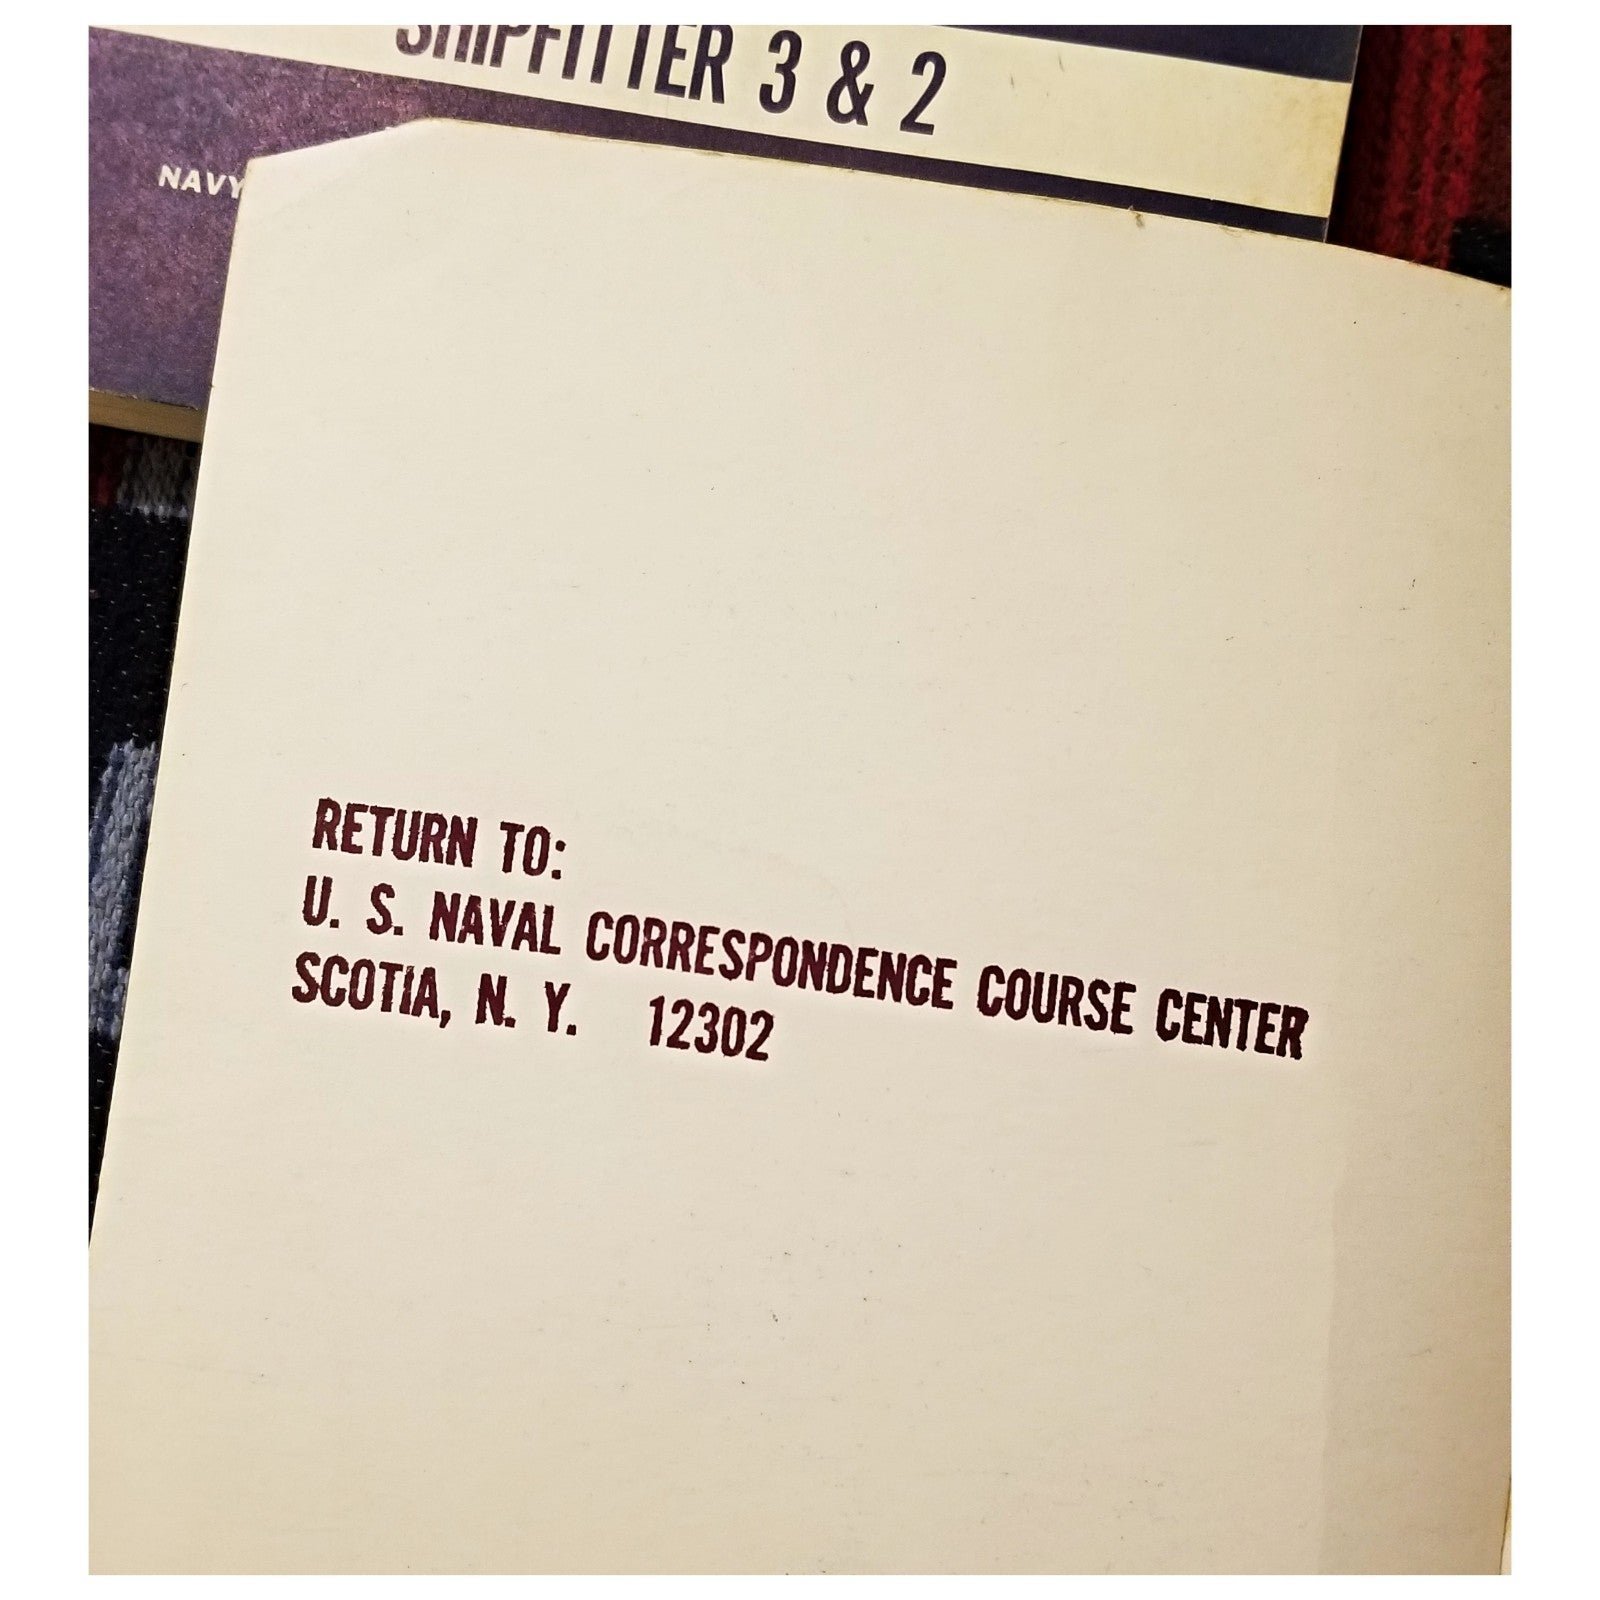 SHIPFITTER 3 & 2
NAVY
RETURN TO:
U. S. NAVAL CORRESPONDENCE COURSE CENTER
SCOTIA, N. Y. 12302